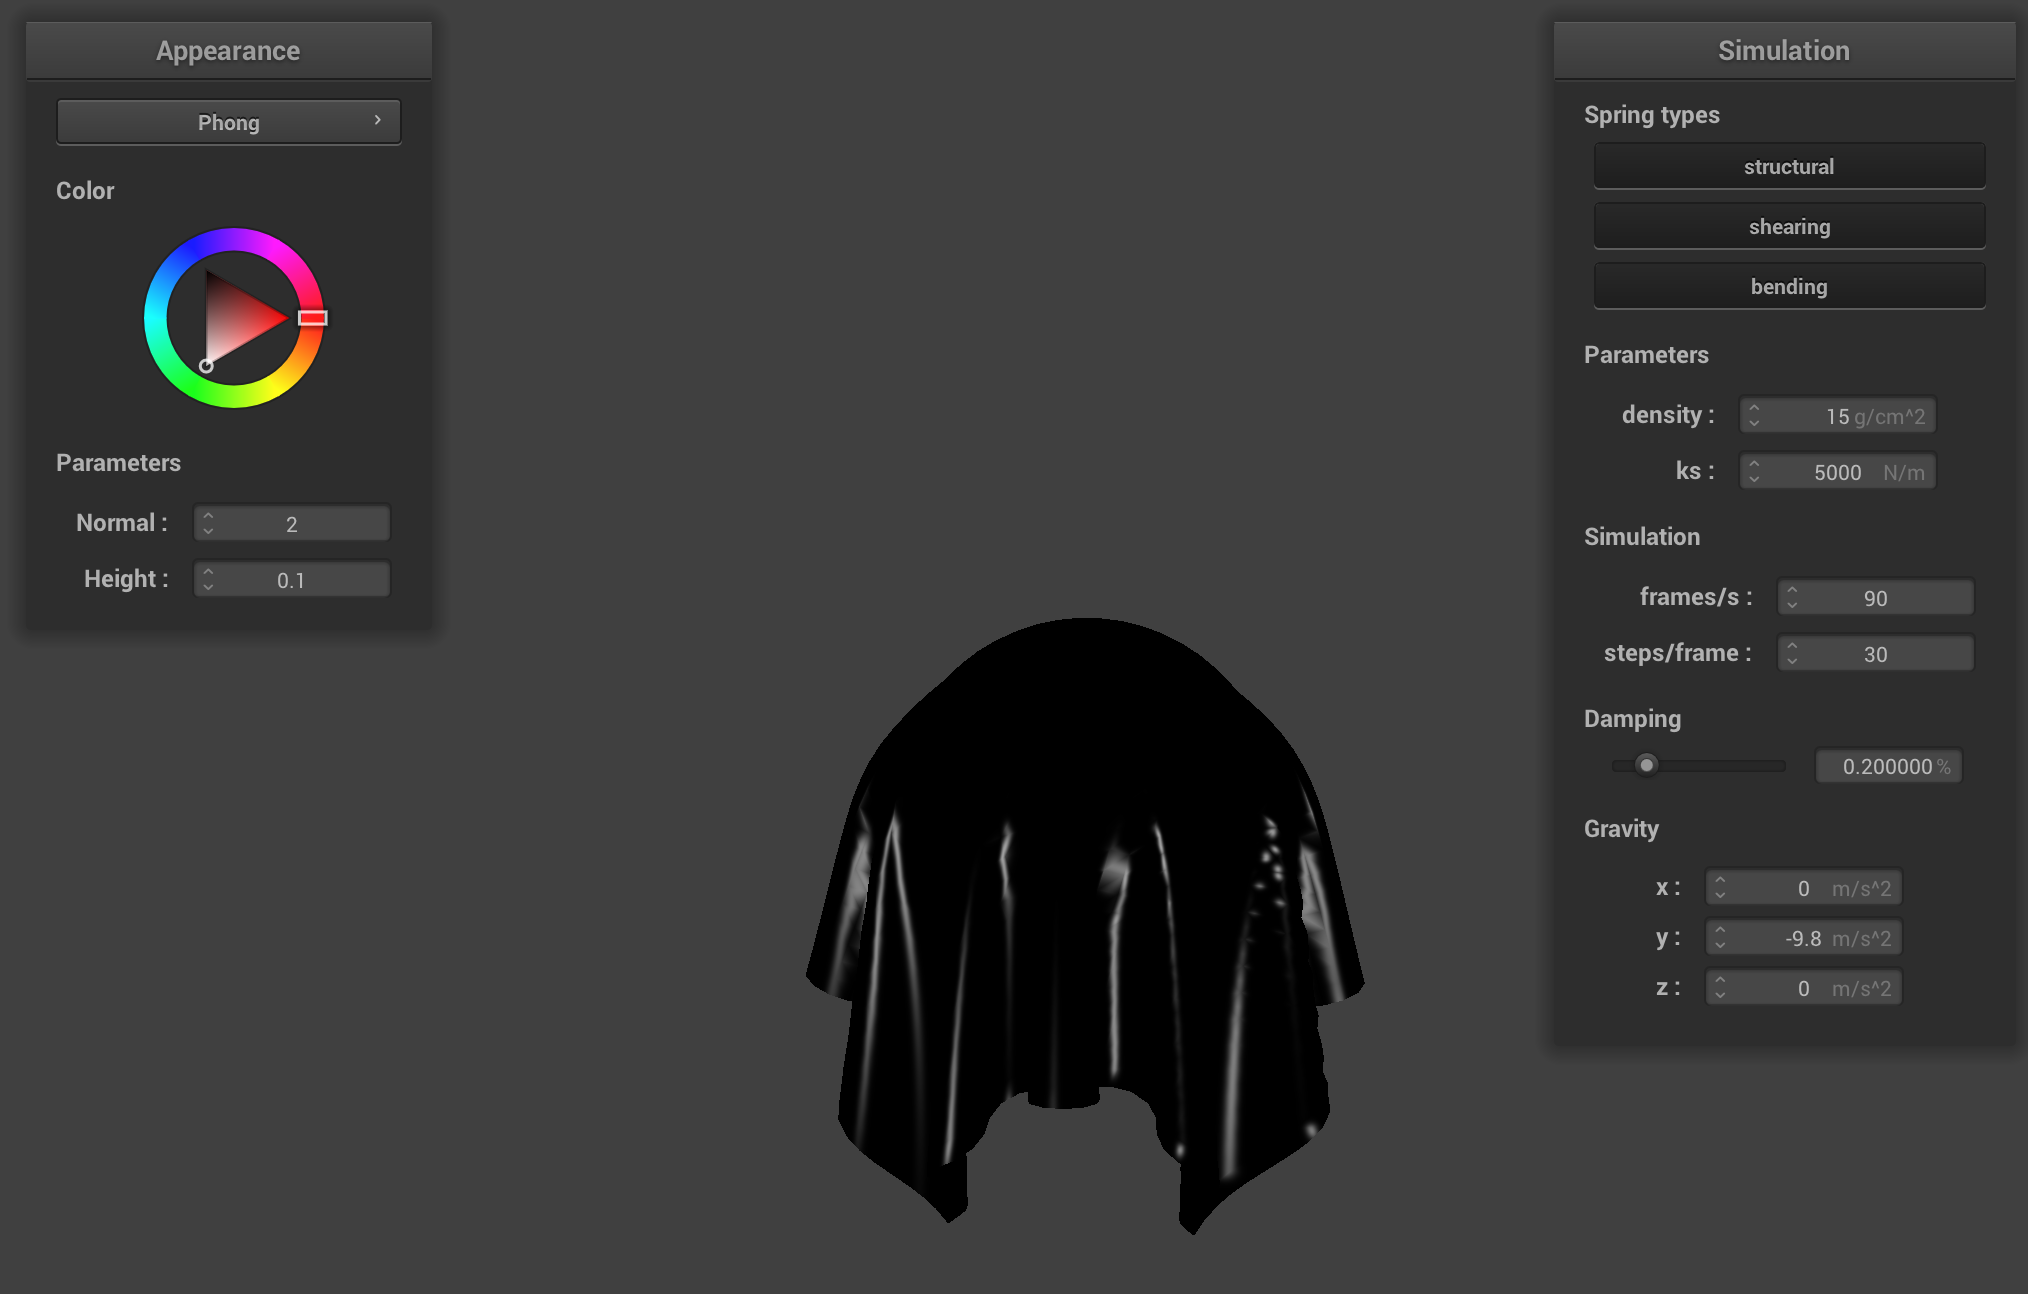 Appearance
Phong
Color
Parameters
Normal : 2
Height : 0.1
Simulation
Spring types
structural
shearing
bending
Parameters
density : 15 g/cm^2
ks : 5000 N/m
Simulation
frames/s : 90
steps/frame : 30
Damping
0.200000 %
Gravity
x : 0 m/s^2
y : -9.8 m/s^2
z : 0 m/s^2